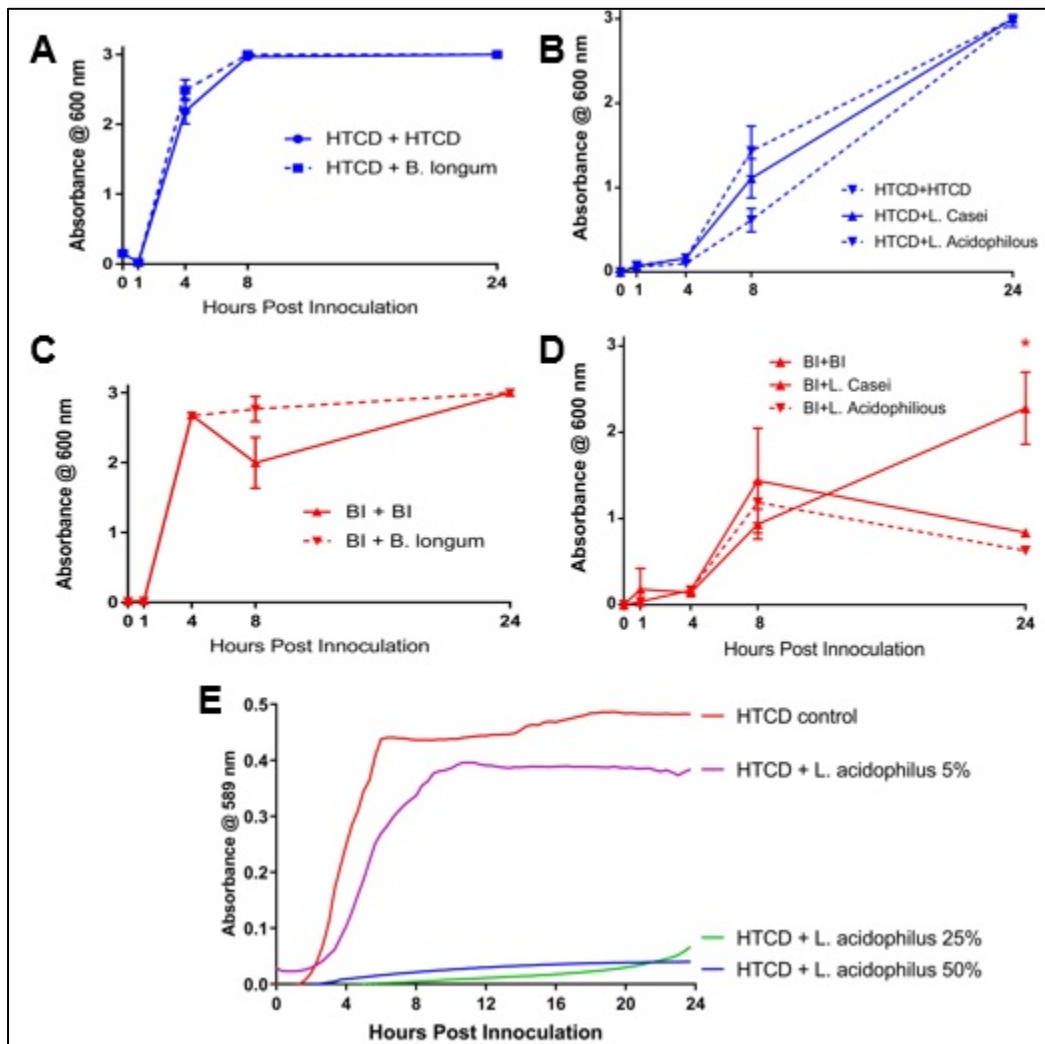 A
Absorbance @ 600 nm
3
2
1
0
HTCD + HTCD
HTCD + B. longum
0 1 4 8 24
Hours Post Innoculation
B
Absorbance @ 600 nm
3
2
1
0
HTCD+HTCD
HTCD+L. Casei
HTCD+L. Acidophilous
0 1 4 8 24
C
Absorbance @ 600 nm
3
2
1
0
BI + BI
BI + B. longum
0 1 4 8 24
Hours Post Innoculation
D
Absorbance @ 600 nm
3
2
1
0
*
BI+BI
BI+L. Casei
BI+L. Acidophilious
0 1 4 8 24
Hours Post Innoculation
E
Absorbance @ 589 nm
0.5
0.4
0.3
0.2
0.1
0.0
HTCD control
HTCD + L. acidophilus 5%
HTCD + L. acidophilus 25%
HTCD + L. acidophilus 50%
0 4 8 12 16 20 24
Hours Post Innoculation